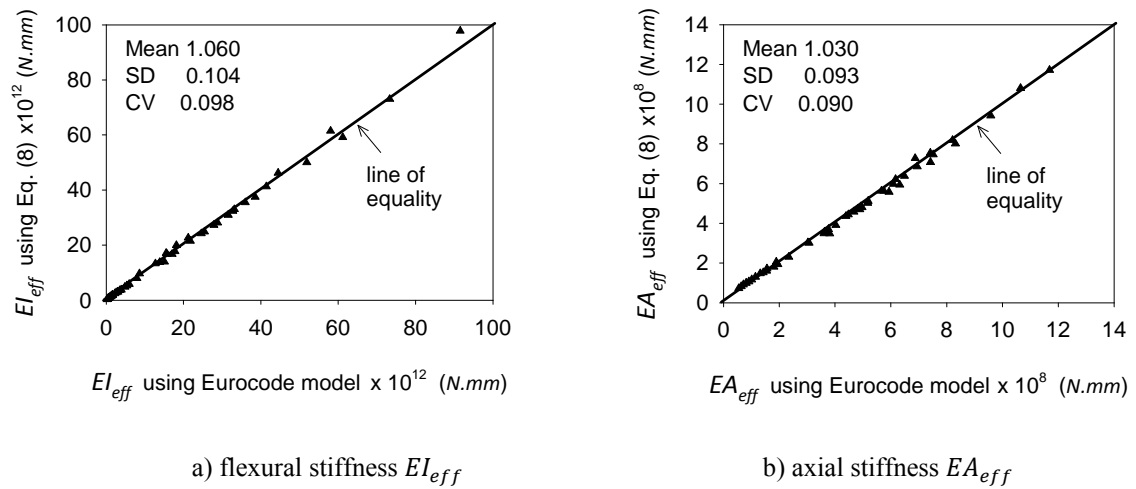 100
80
60
40
20
0
0 20 40 60 80 100
EI_eff using Eq. (8) x10^12 (N.mm)
Mean 1.060
SD 0.104
CV 0.098
line of
equality
EI_eff using Eurocode model x 10^12 (N.mm)
a) flexural stiffness EI_eff
14
12
10
8
6
4
2
0
0 2 4 6 8 10 12 14
EA_eff using Eq. (8) x10^8 (N.mm)
Mean 1.030
SD 0.093
CV 0.090
line of
equality
EA_eff using Eurocode model x 10^8 (N.mm)
b) axial stiffness EA_eff